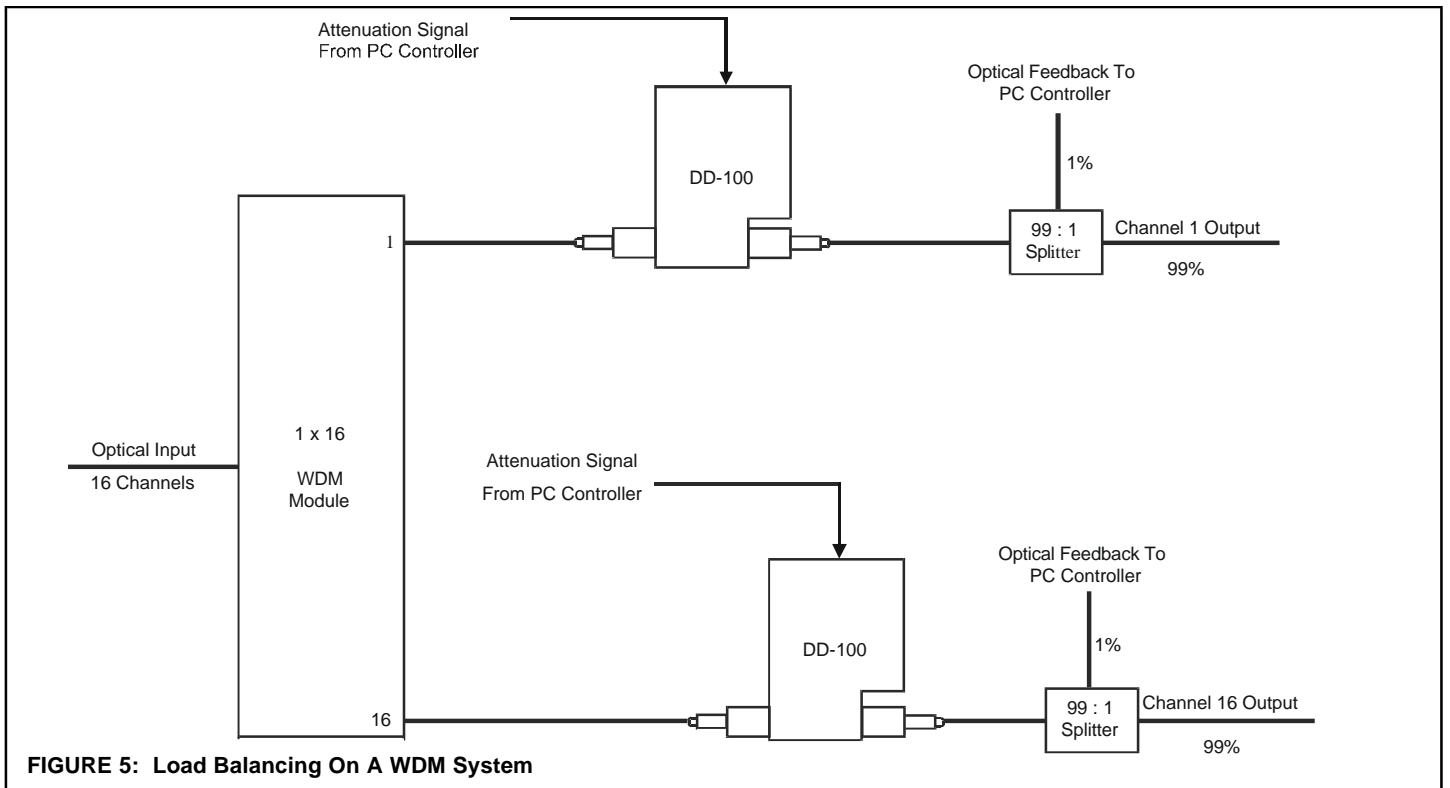 Attenuation Signal
From PC Controller
Optical Feedback To
PC Controller
1%
DD-100
1
99 : 1
Splitter
Channel 1 Output
99%
Optical Input
16 Channels
1 x 16
WDM
Module
Attenuation Signal
From PC Controller
Optical Feedback To
PC Controller
1%
DD-100
16
99 : 1
Splitter
Channel 16 Output
99%
FIGURE 5: Load Balancing On A WDM System